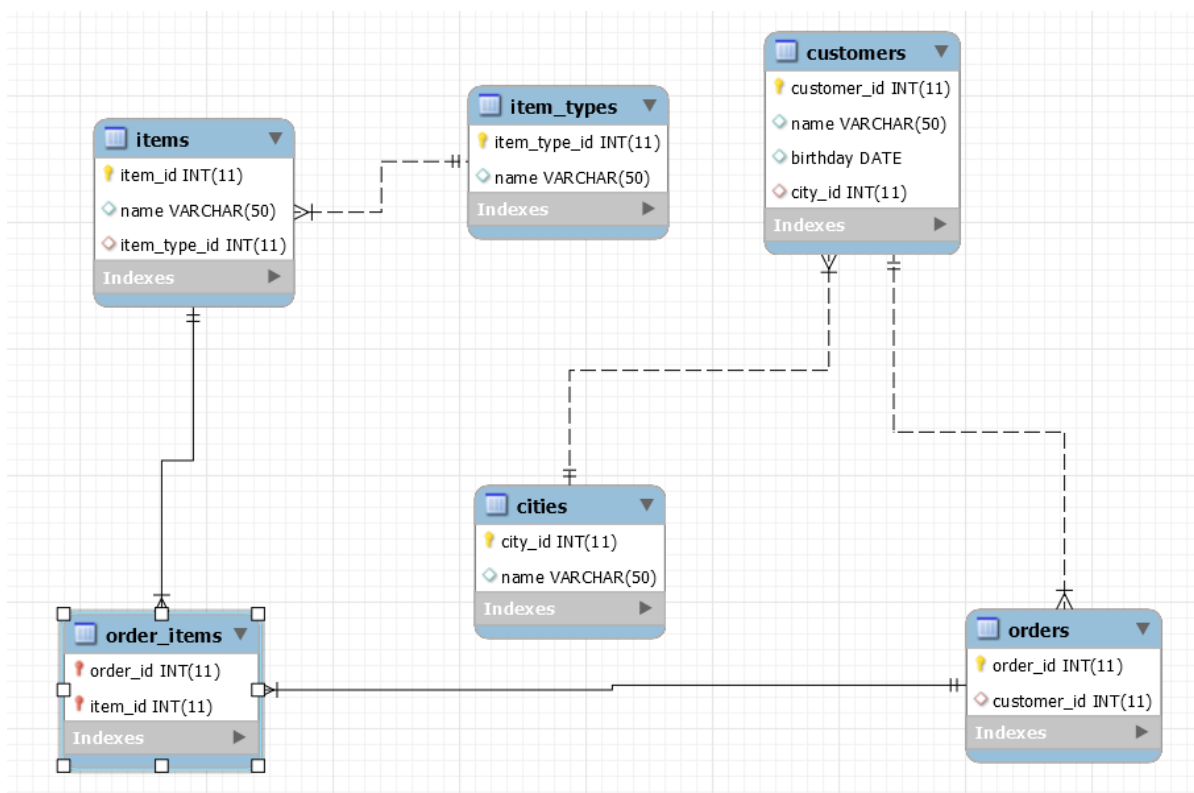 items
item_id INT(11)
name VARCHAR(50)
item_type_id INT(11)
Indexes
item_types
item_type_id INT(11)
name VARCHAR(50)
Indexes
customers
customer_id INT(11)
name VARCHAR(50)
birthday DATE
city_id INT(11)
Indexes
cities
city_id INT(11)
name VARCHAR(50)
Indexes
order_items
order_id INT(11)
item_id INT(11)
Indexes
orders
order_id INT(11)
customer_id INT(11)
Indexes